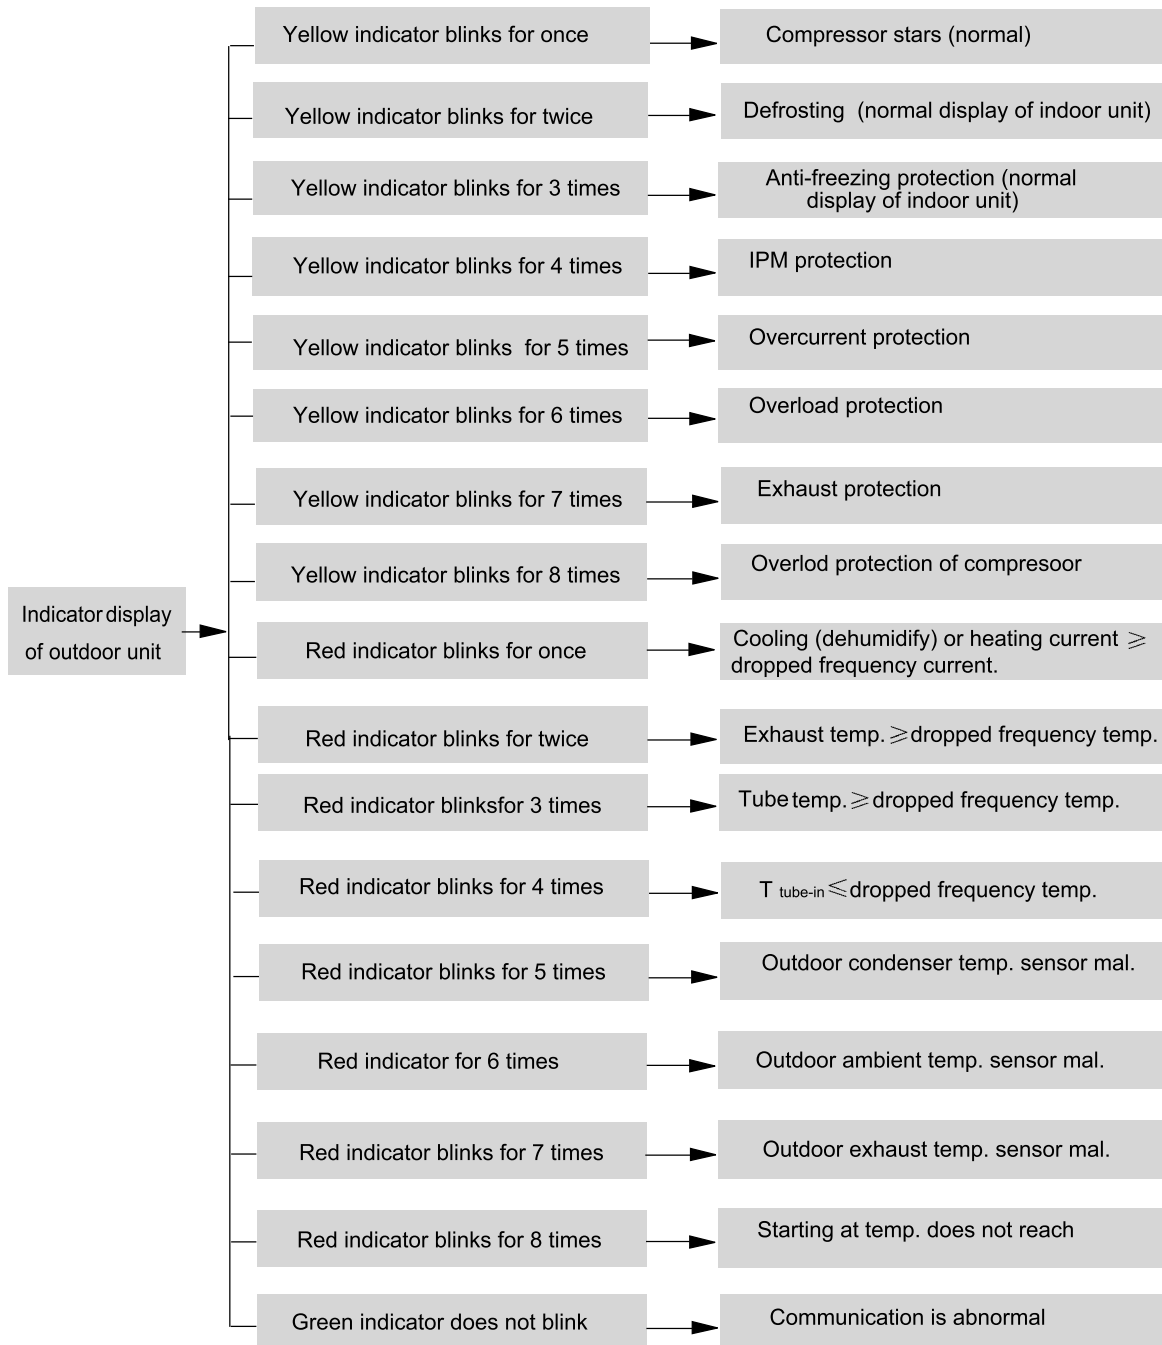 Yellow indicator blinks for once
Compressor stars (normal)
Yellow indicator blinks for twice
Defrosting (normal display of indoor unit)
Yellow indicator blinks for 3 times
Anti-freezing protection (normal
display of indoor unit)
Yellow indicator blinks for 4 times
IPM protection
Yellow indicator blinks for 5 times
Overcurrent protection
Yellow indicator blinks for 6 times
Overload protection
Yellow indicator blinks for 7 times
Exhaust protection
Yellow indicator blinks for 8 times
Overlod protection of compresoor
Indicator display
of outdoor unit
Red indicator blinks for once
Cooling (dehumidify) or heating current ≥
dropped frequency current.
Red indicator blinks for twice
Exhaust temp. ≥ dropped frequency temp.
Red indicator blinksfor 3 times
Tube temp. ≥ dropped frequency temp.
Red indicator blinks for 4 times
T tube-in ≤ dropped frequency temp.
Red indicator blinks for 5 times
Outdoor condenser temp. sensor mal.
Red indicator for 6 times
Outdoor ambient temp. sensor mal.
Red indicator blinks for 7 times
Outdoor exhaust temp. sensor mal.
Red indicator blinks for 8 times
Starting at temp. does not reach
Green indicator does not blink
Communication is abnormal